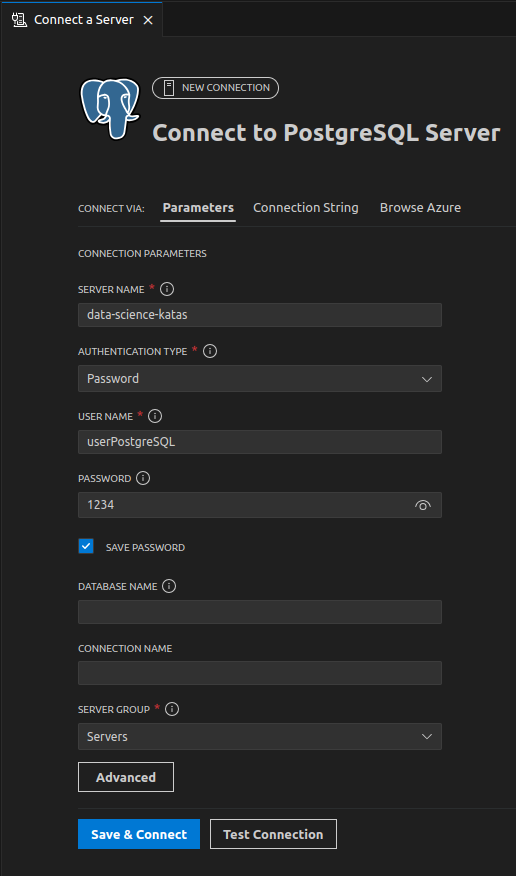 Connect a Server
NEW CONNECTION
Connect to PostgreSQL Server
CONNECT VIA: Parameters Connection String Browse Azure
CONNECTION PARAMETERS
SERVER NAME *
data-science-katas
AUTHENTICATION TYPE *
Password
USER NAME *
userPostgreSQL
PASSWORD
1234
SAVE PASSWORD
DATABASE NAME
CONNECTION NAME
SERVER GROUP *
Servers
Advanced
Save & Connect Test Connection